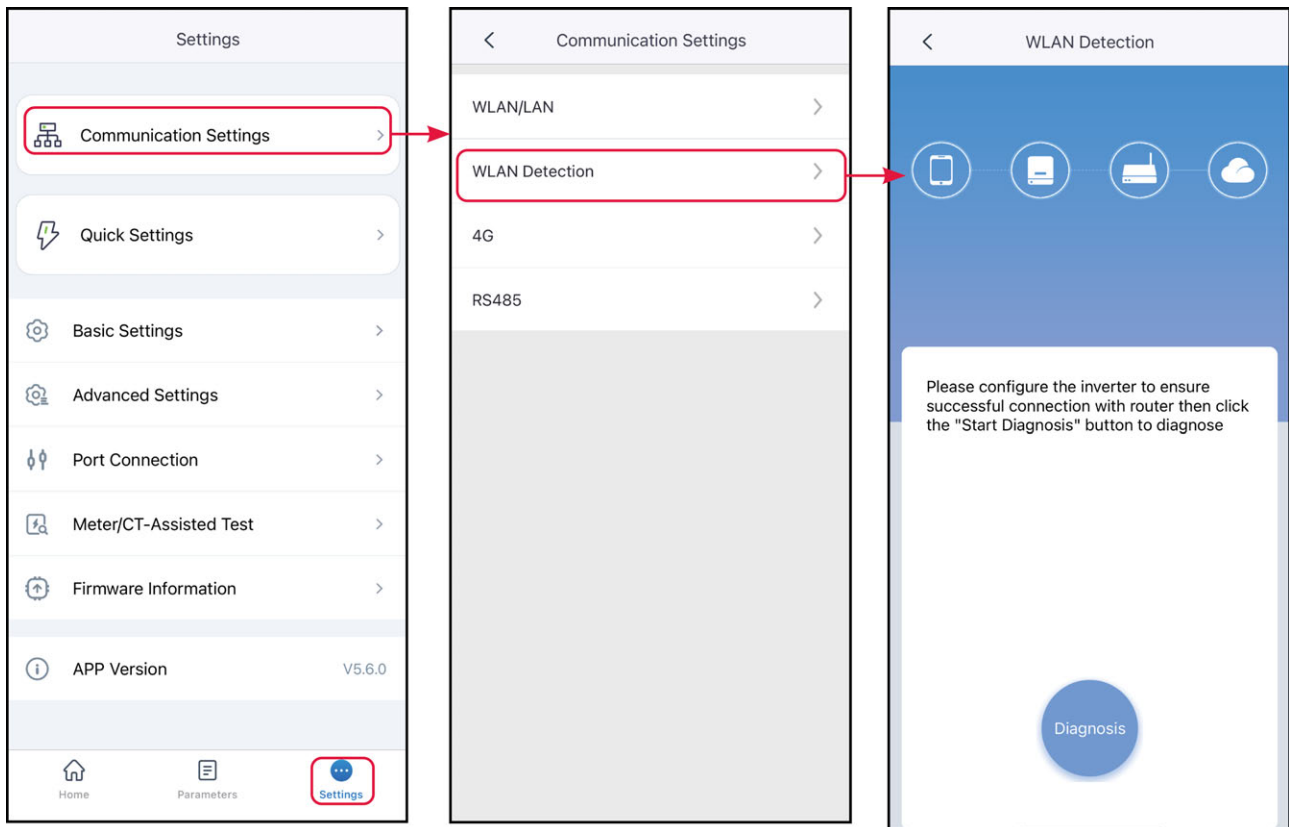 Settings
Communication Settings
Quick Settings
Basic Settings
Advanced Settings
Port Connection
Meter/CT-Assisted Test
Firmware Information
APP Version V5.6.0
Home Parameters Settings
Communication Settings
WLAN/LAN
WLAN Detection
4G
RS485
WLAN Detection
Please configure the inverter to ensure
successful connection with router then click
the "Start Diagnosis" button to diagnose
Diagnosis